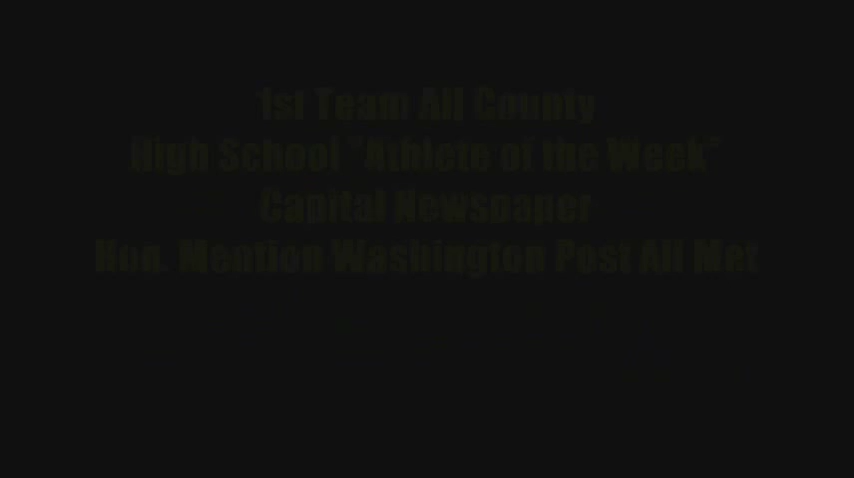 1st Team All County
High School "Athlete of the Week"
Capital Newspaper
Hon. Mention Washington Post All Met